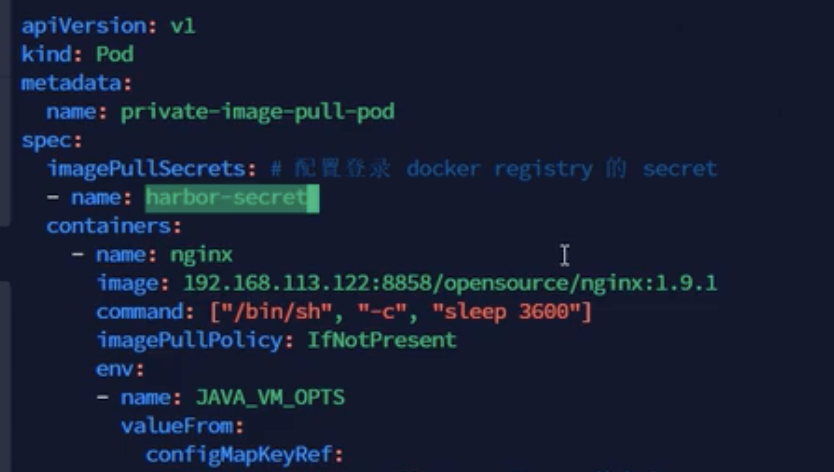 apiVersion: v1
kind: Pod
metadata:
  name: private-image-pull-pod
spec:
  imagePullSecrets: # 配置登录 docker registry 的 secret
  - name: harbor-secret
  containers:
    - name: nginx
      image: 192.168.113.122:8858/opensource/nginx:1.9.1
      command: ["/bin/sh", "-c", "sleep 3600"]
      imagePullPolicy: IfNotPresent
      env:
      - name: JAVA_VM_OPTS
        valueFrom:
          configMapKeyRef: